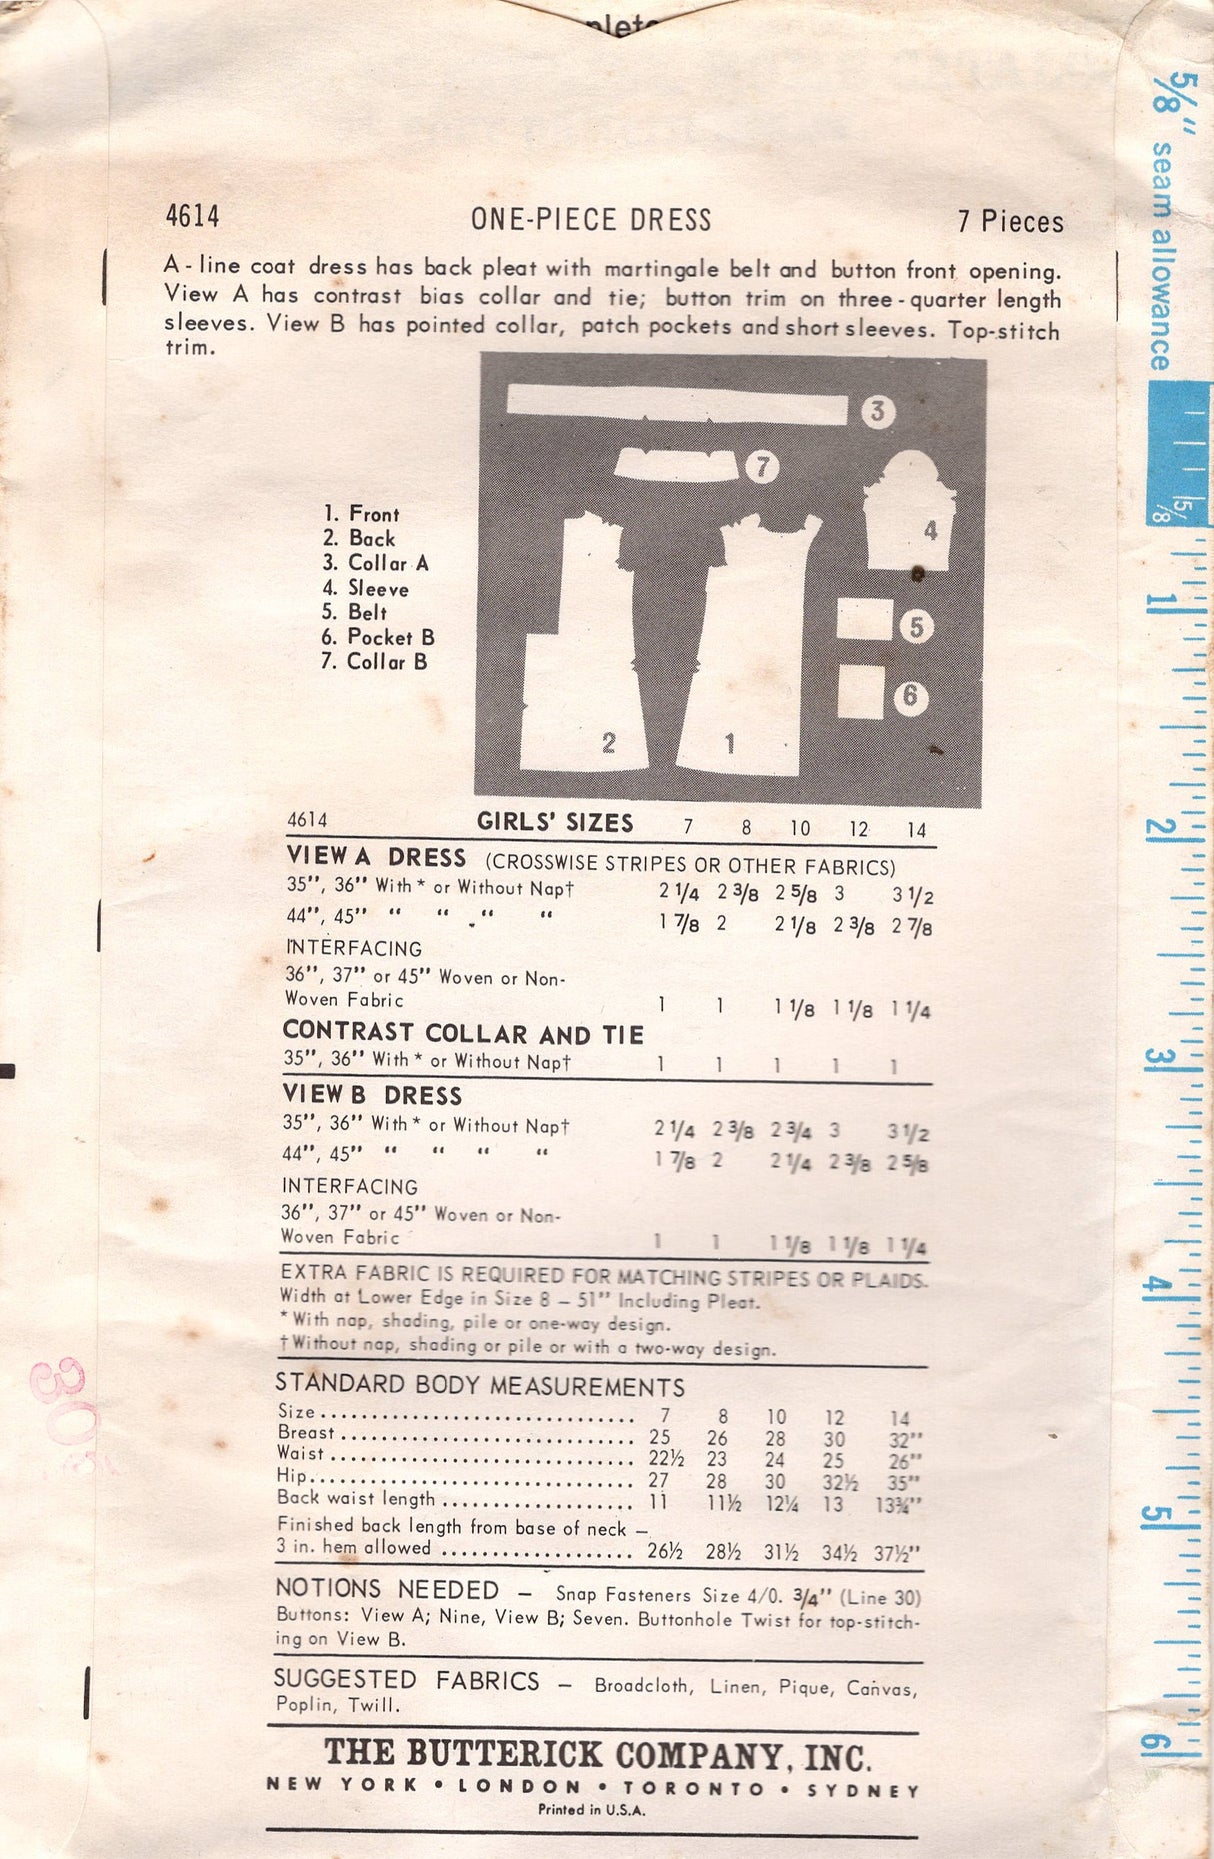 plete
4614 ONE-PIECE DRESS 7 Pieces
A-line coat dress has back pleat with martingale belt and button front opening.
View A has contrast bias collar and tie; button trim on three-quarter length
sleeves. View B has pointed collar, patch pockets and short sleeves. Top-stitch
trim.
1. Front
2. Back
3. Collar A
4. Sleeve
5. Belt
6. Pocket B
7. Collar B
3
7
4
5
6
2 1
4614 GIRLS' SIZES 7 8 10 12 14
VIEW A DRESS (CROSSWISE STRIPES OR OTHER FABRICS)
35", 36" With * or Without Nap† 2 1/4 2 3/8 2 5/8 3 3 1/2
44", 45" " " " " 1 7/8 2 2 1/8 2 3/8 2 7/8
INTERFACING
36", 37" or 45" Woven or Non-
Woven Fabric 1 1 1 1/8 1 1/8 1 1/4
CONTRAST COLLAR AND TIE
35", 36" With * or Without Nap† 1 1 1 1 1
VIEW B DRESS
35", 36" With * or Without Nap† 2 1/4 2 3/8 2 3/4 3 3 1/2
44", 45" " " " " 1 7/8 2 2 1/4 2 3/8 2 5/8
INTERFACING
36", 37" or 45" Woven or Non-
Woven Fabric 1 1 1 1/8 1 1/8 1 1/4
EXTRA FABRIC IS REQUIRED FOR MATCHING STRIPES OR PLAIDS.
Width at Lower Edge in Size 8 – 51" Including Pleat.
* With nap, shading, pile or one-way design.
† Without nap, shading or pile or with a two-way design.
STANDARD BODY MEASUREMENTS
Size 7 8 10 12 14
Breast 25 26 28 30 32"
Waist 22½ 23 24 25 26"
Hip 27 28 30 32½ 35"
Back waist length 11 11½ 12¼ 13 13¾"
Finished back length from base of neck –
3 in. hem allowed 26½ 28½ 31½ 34½ 37½"
NOTIONS NEEDED – Snap Fasteners Size 4/0. 3/4" (Line 30)
Buttons: View A; Nine, View B; Seven. Buttonhole Twist for top-stitch-
ing on View B.
SUGGESTED FABRICS – Broadcloth, Linen, Pique, Canvas,
Poplin, Twill.
THE BUTTERICK COMPANY, INC.
NEW YORK • LONDON • TORONTO • SYDNEY
Printed in U.S.A.
5/8" seam allowance
5/8
1
2
3
4
5
6
30